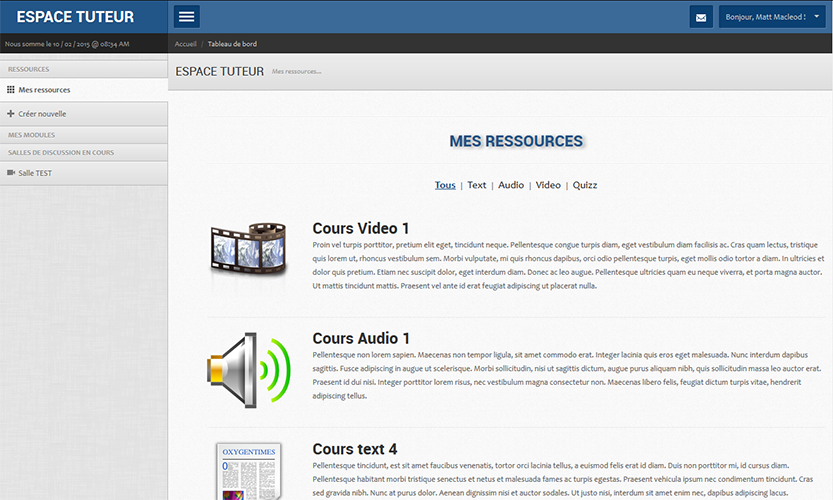 ESPACE TUTEUR
Bonjour, Matt Macleod !
Nous somme le 10 / 02 / 2015 @ 08:34 AM
Accueil / Tableau de bord
RESSOURCES
Mes ressources
Créer nouvelle
MES MODULES
SALLES DE DISCUSSION EN COURS
Salle TEST
ESPACE TUTEUR Mes ressources...
MES RESSOURCES
Tous | Text | Audio | Video | Quizz
Cours Video 1
Proin vel turpis porttitor, pretium elit eget, tincidunt neque. Pellentesque congue turpis diam, eget vestibulum diam facilisis ac. Cras quam lectus, tristique
quis lorem ut, rhoncus vestibulum sem. Morbi vulputate, mi quis rhoncus dapibus, orci odio pellentesque turpis, eget mollis odio tortor a diam. In ultricies et
dolor quis pretium. Etiam nec suscipit dolor, eget interdum diam. Donec ac leo augue. Pellentesque ultricies quam eu neque viverra, et porta magna auctor.
Ut mattis tincidunt mattis. Praesent vel ante id erat feugiat adipiscing ut placerat nulla.
Cours Audio 1
Pellentesque non lorem sapien. Maecenas non tempor ligula, sit amet commodo erat. Integer lacinia quis eros eget malesuada. Nunc interdum dapibus
sagittis. Fusce adipiscing in augue ut scelerisque. Morbi sollicitudin, nisi ut sagittis dictum, augue purus aliquam nibh, quis sollicitudin massa leo auctor erat.
Praesent id dui nisi. Integer porttitor lorem risus, nec vestibulum magna consectetur non. Maecenas libero felis, feugiat dictum turpis vitae, hendrerit
adipiscing tellus.
OXYGENTIMES
Cours text 4
Pellentesque tincidunt, est sit amet faucibus venenatis, tortor orci lacinia tellus, a euismod felis erat id diam. Duis non porttitor mi, id cursus diam.
Pellentesque habitant morbi tristique senectus et netus et malesuada fames ac turpis egestas. Praesent vehicula ipsum nec condimentum tincidunt. Cras
sed gravida nibh. Nunc at purus dolor. Aenean dignissim nisi et auctor sodales. Ut justo nisi, interdum sit amet enim nec, dapibus adipiscing lacus.